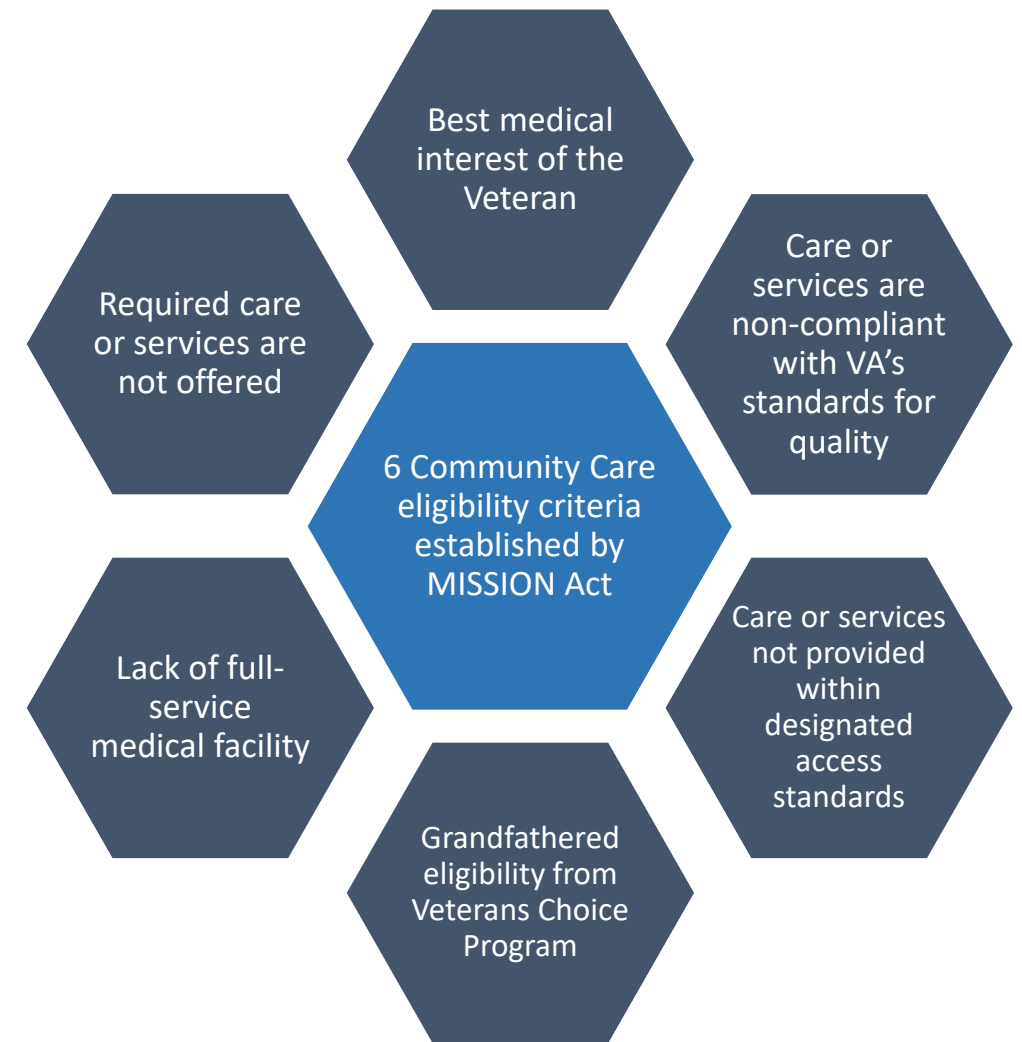 Best medical
interest of the
Veteran
Required care
or services are
not offered
Care or
services are
non-compliant
with VA’s
standards for
quality
6 Community Care
eligibility criteria
established by
MISSION Act
Lack of full-
service
medical facility
Care or services
not provided
within
designated
access
standards
Grandfathered
eligibility from
Veterans Choice
Program